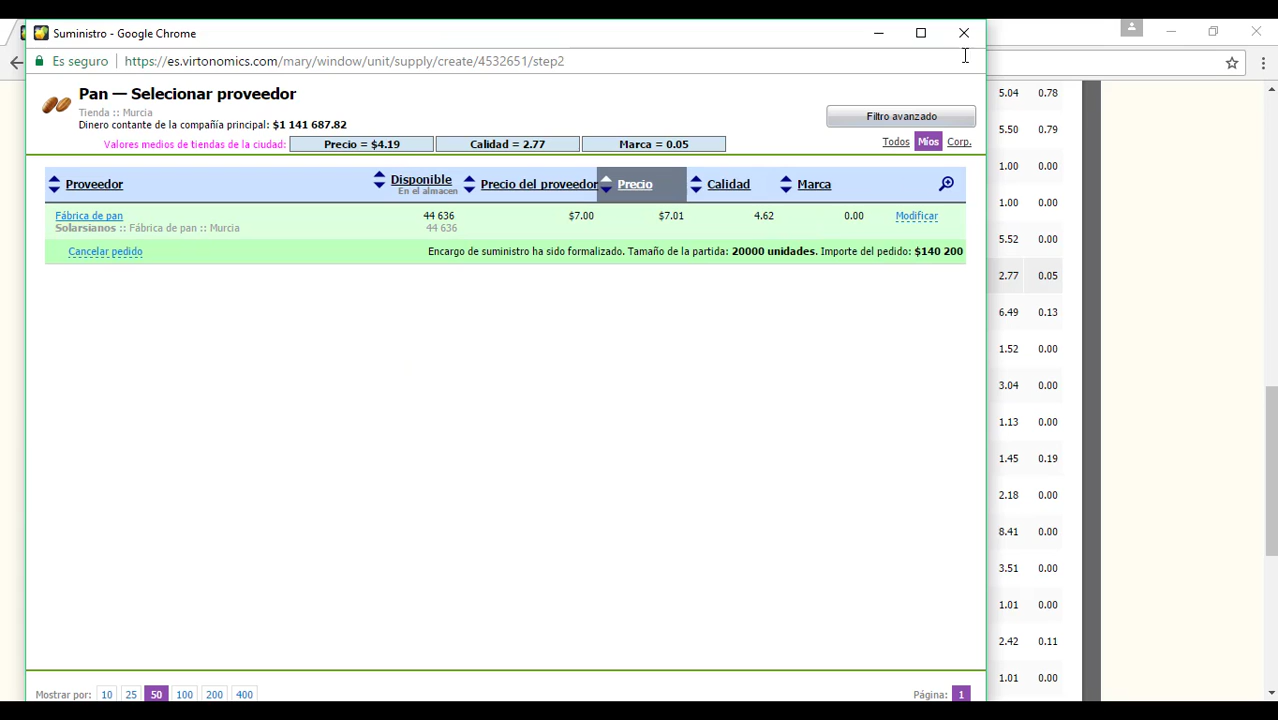 Suministro - Google Chrome
Es seguro https://es.virtonomics.com/mary/window/unit/supply/create/4532651/step2
Pan — Selecionar proveedor
Tienda :: Murcia
Dinero contante de la compañía principal: $1 141 687.82
Filtro avanzado
Valores medios de tiendas de la ciudad: Precio = $4.19 Calidad = 2.77 Marca = 0.05
Todos Míos Corp.
Proveedor Disponible Precio del proveedor Precio Calidad Marca
En el almacen
Fábrica de pan 44 636 $7.00 $7.01 4.62 0.00 Modificar
Solarsianos :: Fábrica de pan :: Murcia 44 636
Cancelar pedido Encargo de suministro ha sido formalizado. Tamaño de la partida: 20000 unidades. Importe del pedido: $140 200
Mostrar por: 10 25 50 100 200 400 Página: 1
5.04 0.78
5.50 0.79
1.00 0.00
1.00 0.00
5.52 0.00
2.77 0.05
6.49 0.13
1.52 0.00
3.04 0.00
1.13 0.00
1.45 0.19
2.18 0.00
8.41 0.00
3.51 0.00
1.01 0.00
2.42 0.11
1.01 0.00